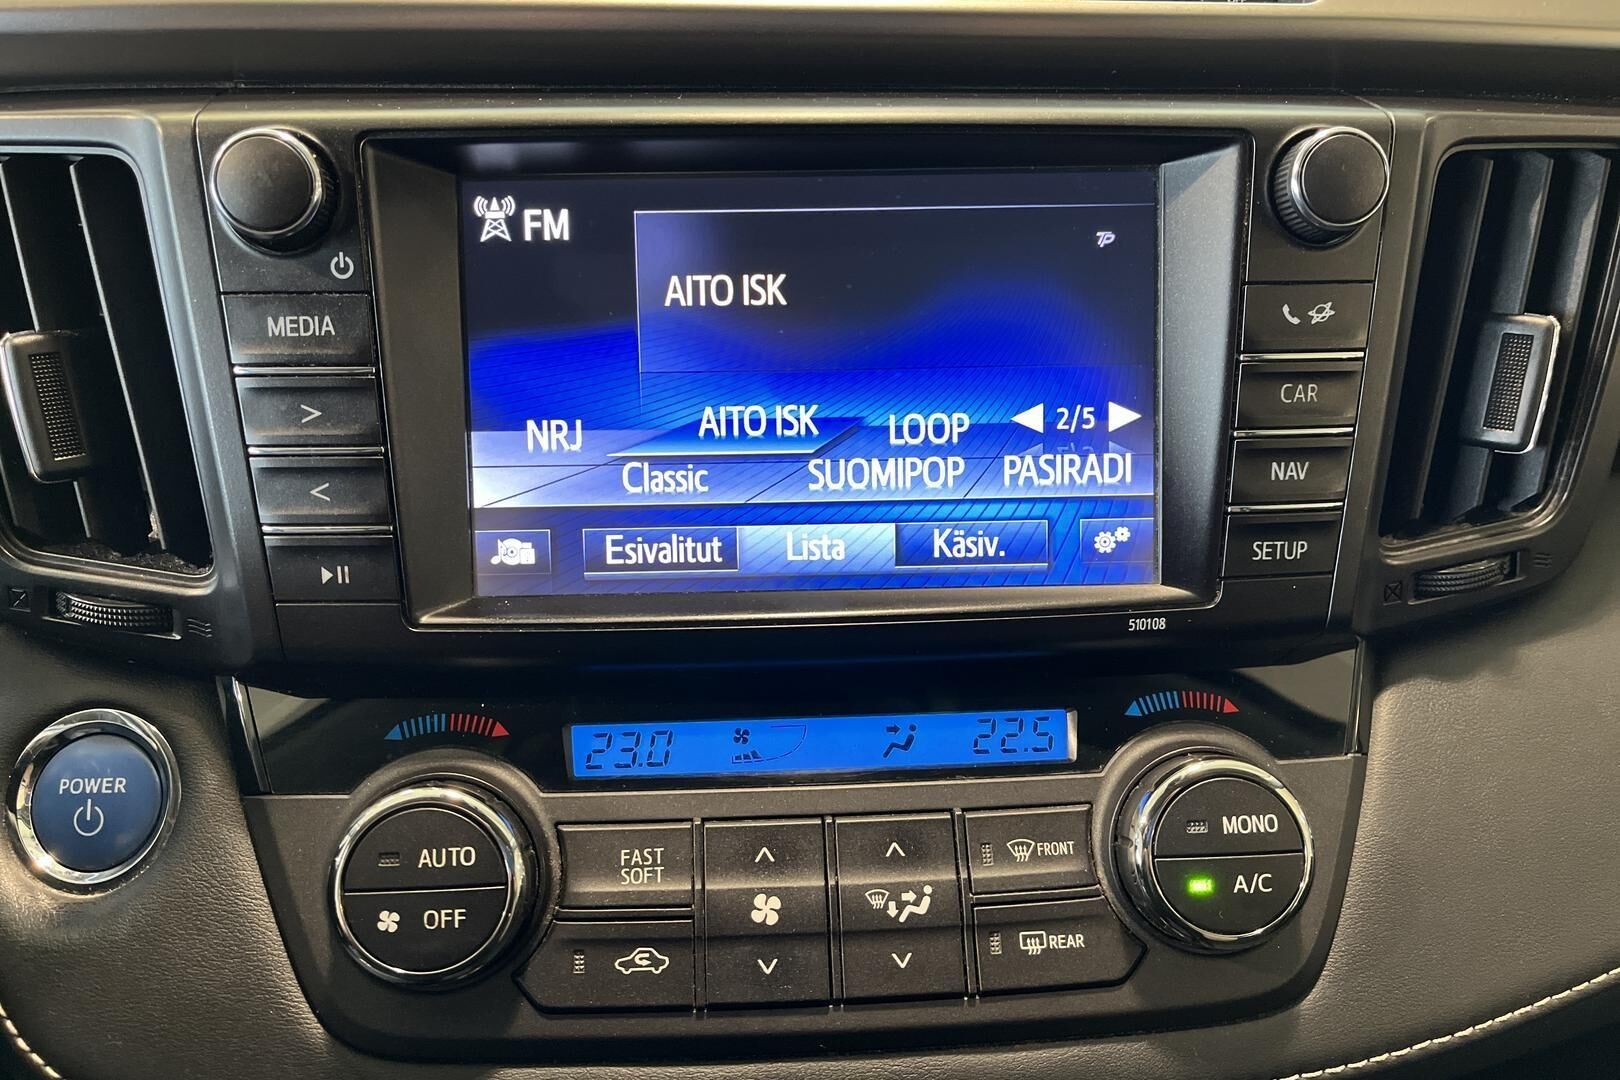 FM
TP
AITO ISK
MEDIA
CAR
NRJ
AITO ISK
LOOP
2/5
Classic
SUOMIPOP
PASIRADI
NAV
Esivalitut
Lista
Käsiv.
SETUP
510108
23.0
22.5
POWER
AUTO
OFF
FAST
SOFT
FRONT
REAR
MONO
A/C